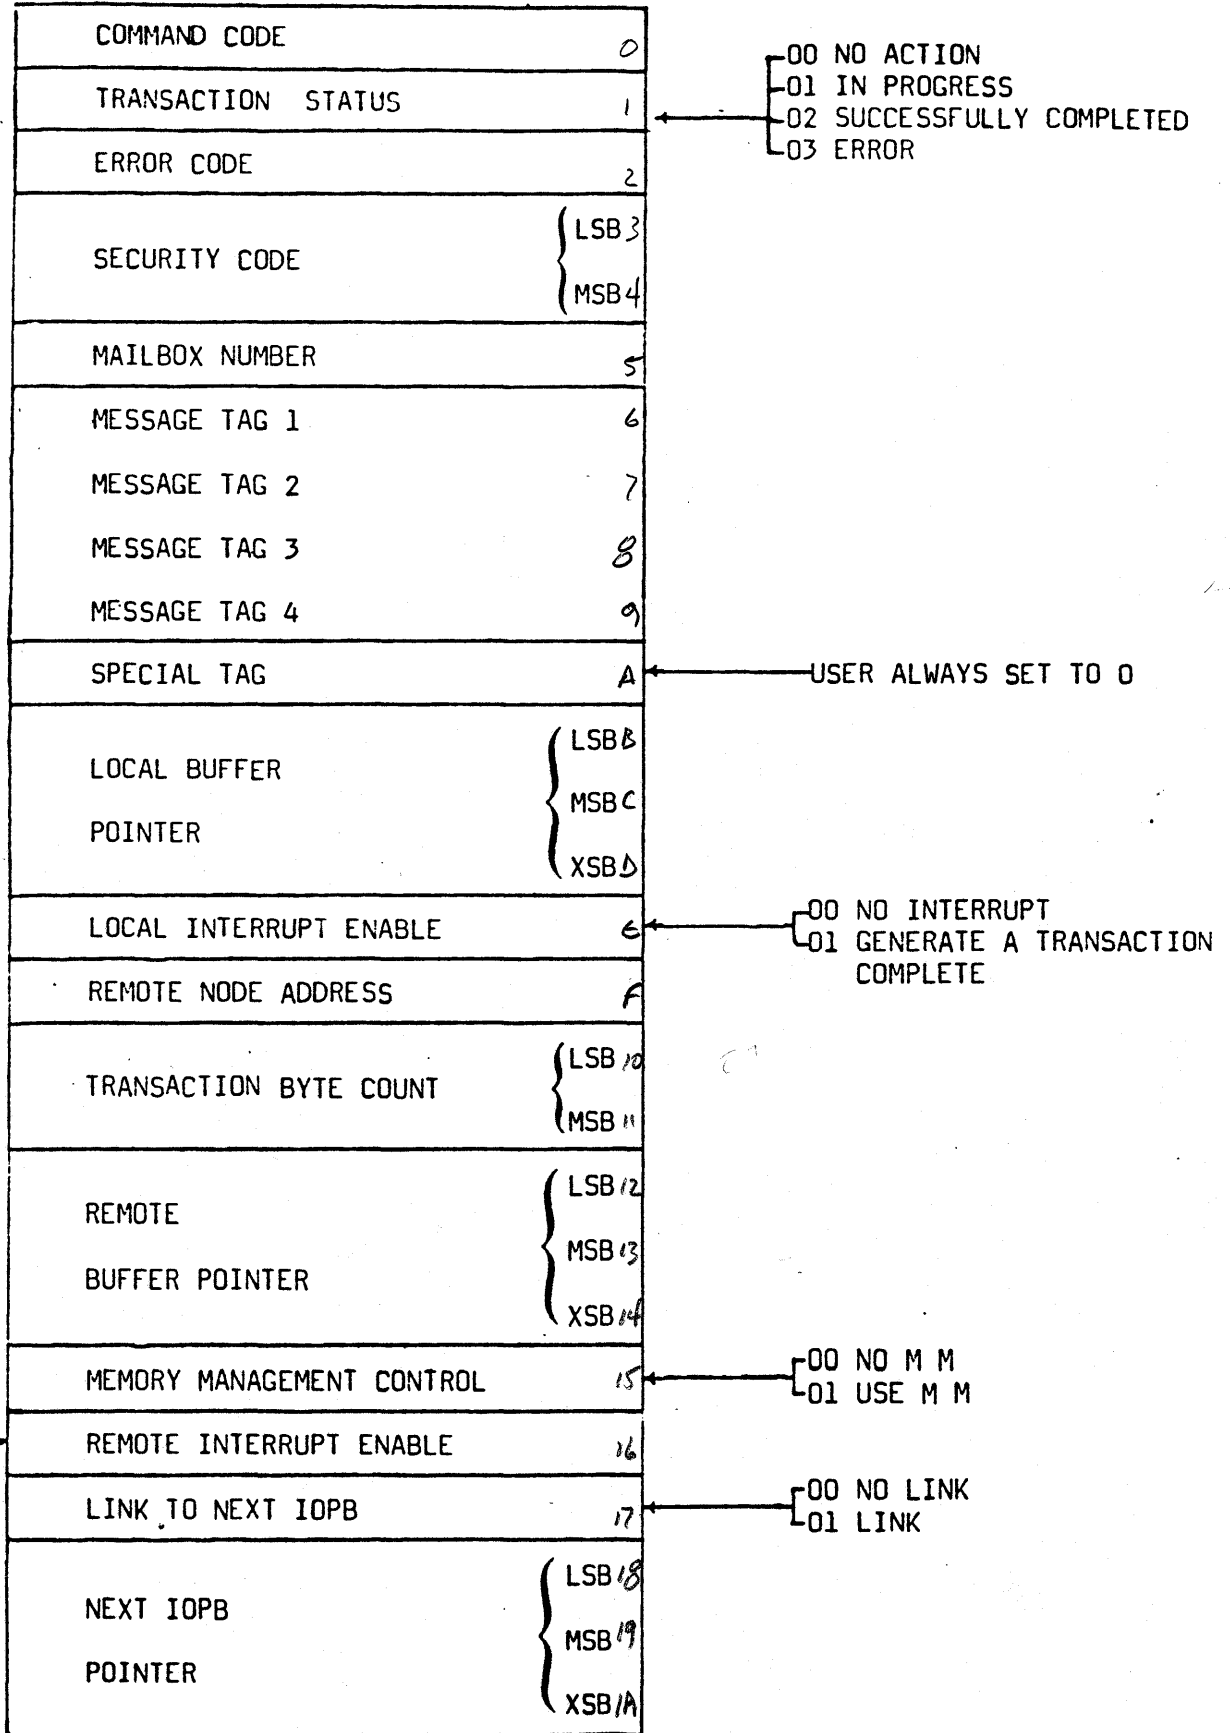 COMMAND CODE 0
00 NO ACTION
01 IN PROGRESS
TRANSACTION STATUS 1
02 SUCCESSFULLY COMPLETED
03 ERROR
ERROR CODE 2
LSB 3
SECURITY CODE
MSB 4
MAILBOX NUMBER 5
MESSAGE TAG 1 6
MESSAGE TAG 2 7
MESSAGE TAG 3 8
MESSAGE TAG 4 9
SPECIAL TAG A
USER ALWAYS SET TO 0
LSB B
LOCAL BUFFER
MSB C
POINTER
XSB D
LOCAL INTERRUPT ENABLE E
00 NO INTERRUPT
01 GENERATE A TRANSACTION
COMPLETE
REMOTE NODE ADDRESS F
LSB 10
TRANSACTION BYTE COUNT
MSB 11
LSB 12
REMOTE
MSB 13
BUFFER POINTER
XSB 14
MEMORY MANAGEMENT CONTROL 15
00 NO M M
01 USE M M
REMOTE INTERRUPT ENABLE 16
LINK TO NEXT IOPB 17
00 NO LINK
01 LINK
LSB 18
NEXT IOPB
MSB 19
POINTER
XSB 1A